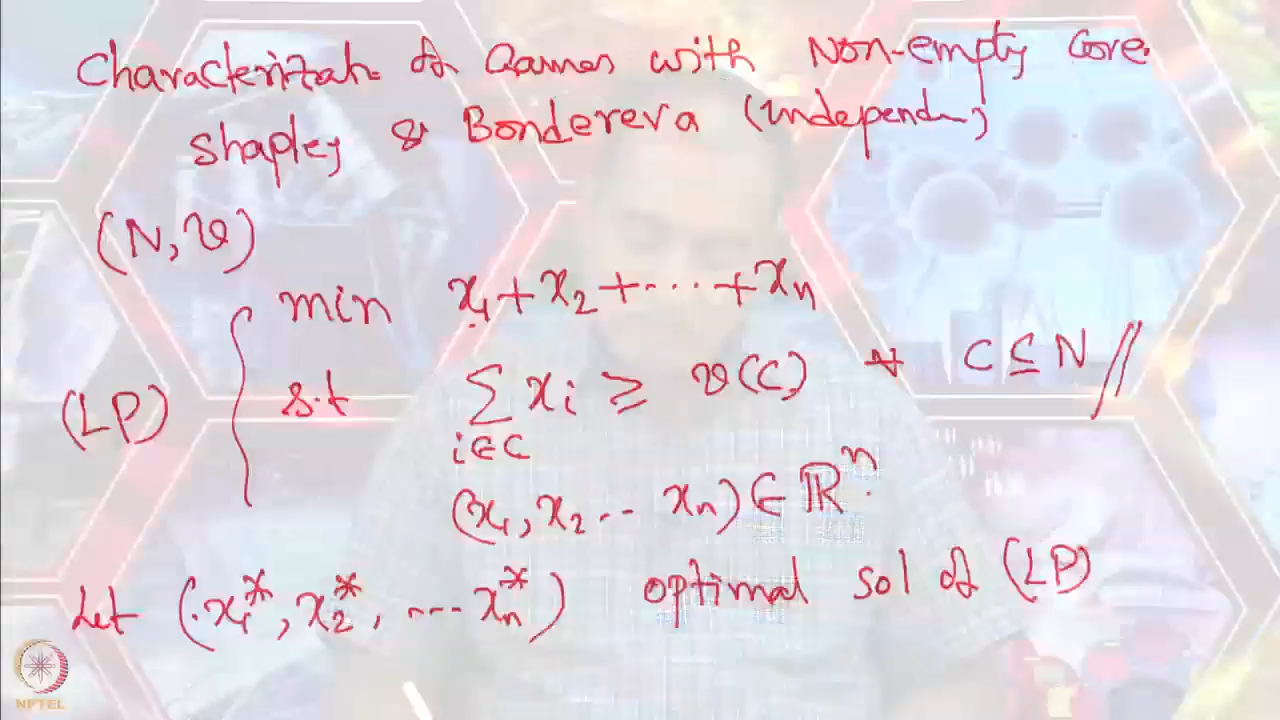 Characterizatn of Games with Non-empty Core.
Shapley & Bondereva (Independn)
(N, v)
(LP) min x₁ + x₂ + ---- + xₙ
s.t ∑_{i∈C} xᵢ ≥ v(C) ∀ C ⊆ N //
(x₁, x₂ -- xₙ) ∈ ℝⁿ.
Let (x₁*, x₂*, ---- xₙ*) optimal sol of (LP)
NPTEL